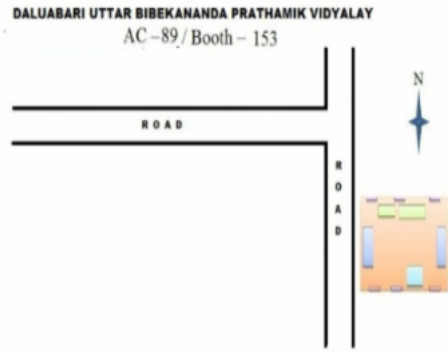 DALUABARI UTTAR BIBEKANANDA PRATHAMIK VIDYALAY
AC –89 / Booth – 153
N
ROAD
ROAD